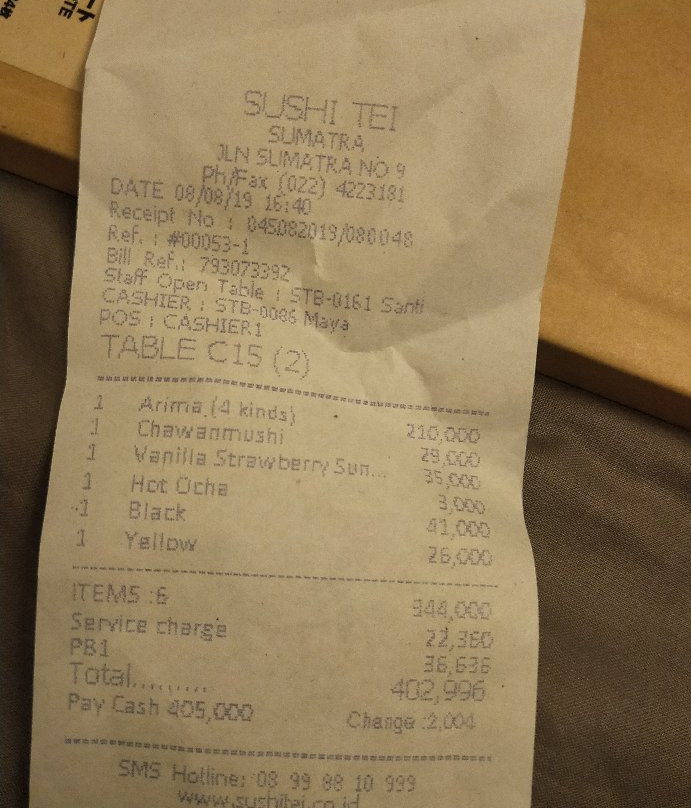 SUSHI TEI
SUMATRA
JLN SUMATRA NO 9
Ph/Fax (022) 4223181
DATE 08/08/19 16:40
Receipt No : 045082019/080048
Ref. : #00053-1
Bill Ref.: 793073392
Staff Open Table : STB-0161 Santi
CASHIER : STB-0086 Maya
POS : CASHIER1
TABLE C15 (2)
1 Arima (4 kinds) 210,000
1 Chawanmushi 29,000
1 Vanilla Strawberry Sun... 35,000
1 Hot Ocha 3,000
1 Black 41,000
1 Yellow 26,000
ITEMS :6 344,000
Service charge 22,360
PB1 36,636
Total......... 402,996
Pay Cash 405,000 Change :2,004
SMS Hotline: 08 99 88 10 999
www.sushitei.co.id